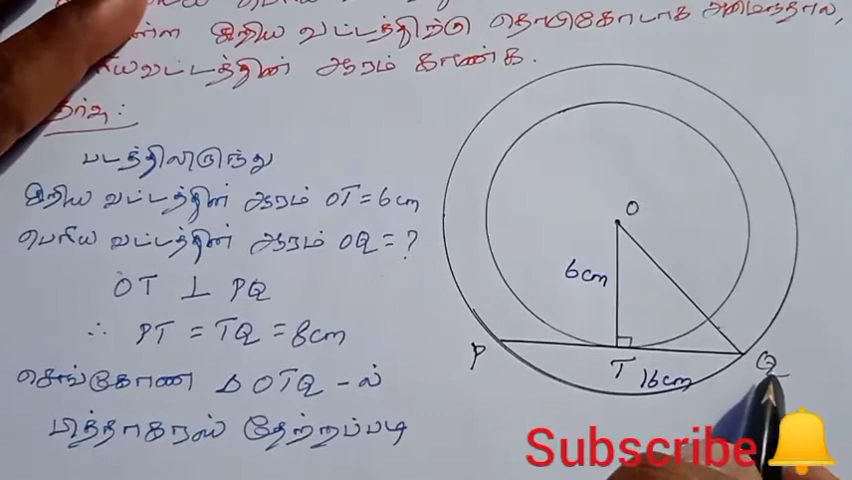 சிறிய வட்டத்திற்கு தொடுகோடாக அமைந்தால்,
வட்டத்தின் ஆரம் காண்க.
படத்திலிருந்து
சிறிய வட்டத்தின் ஆரம் OT = 6cm
பெரிய வட்டத்தின் ஆரம் OQ = ?
OT ⊥ PQ
∴ PT = TQ = 8cm
செங்கோண Δ OTQ - ல்
பித்தாகரஸ் தேற்றப்படி
O
6cm
P
T
16cm
Q
Subscribe